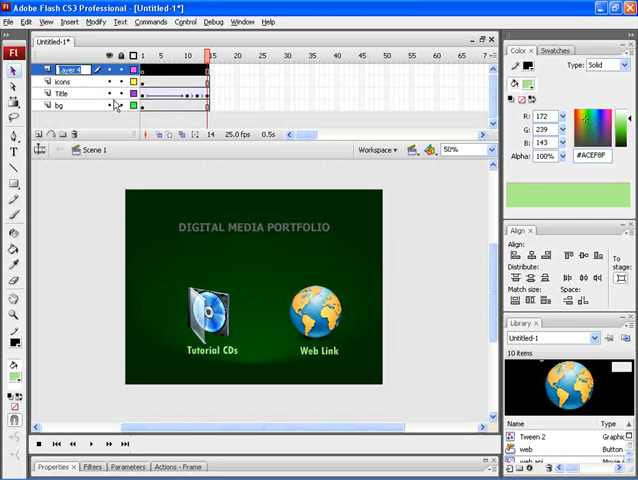 Adobe Flash CS3 Professional - [Untitled-1*]
File Edit View Insert Modify Text Commands Control Debug Window Help
Untitled-1*
1 5 10 15 20 25 30 35 40 45 50 55 60 65 70 75
Layer 4
icons
Title
bg
14 25.0 fps 0.5s
Scene 1
Workspace
50%
DIGITAL MEDIA PORTFOLIO
Tutorial CDs
Web Link
Properties Filters Parameters Actions - Frame
Color Swatches
Type: Solid
R: 172
G: 239
B: 143
Alpha: 100%
#ACEF8F
Align
Align:
To stage:
Distribute:
Match size: Space:
Library
Untitled-1
10 items
Name Type
Tween 2 Graphic
web Button